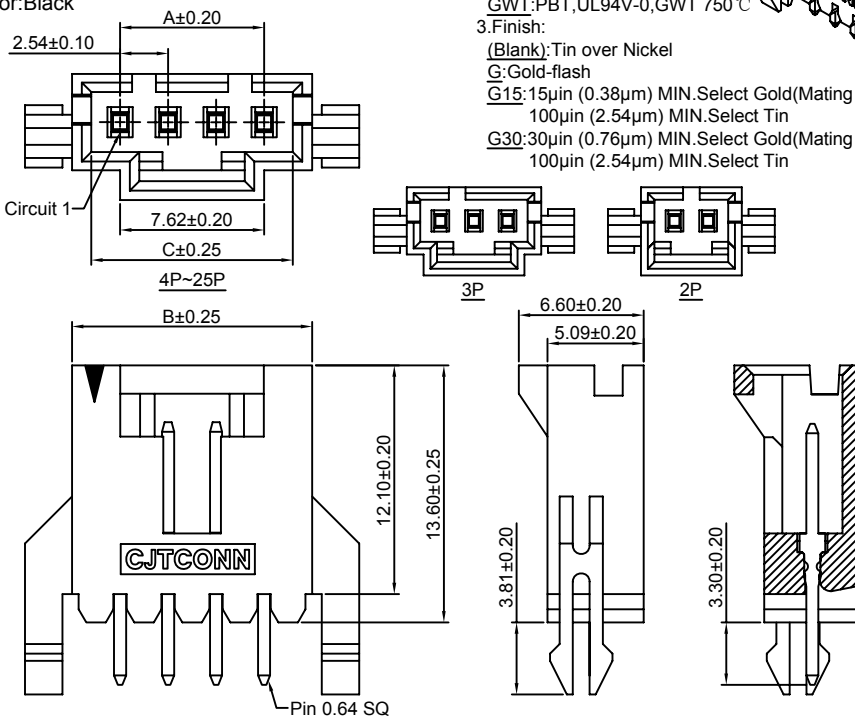 or:Black
A±0.20
2.54±0.10
Circuit 1
7.62±0.20
C±0.25
4P~25P
GWT:PBT,UL94V-0,GWT 750℃
3.Finish:
(Blank):Tin over Nickel
G:Gold-flash
G15:15μin (0.38μm) MIN.Select Gold(Mating
100μin (2.54μm) MIN.Select Tin
G30:30μin (0.76μm) MIN.Select Gold(Mating
100μin (2.54μm) MIN.Select Tin
3P
2P
B±0.25
12.10±0.20
13.60±0.25
CJTCONN
Pin 0.64 SQ
6.60±0.20
5.09±0.20
3.81±0.20
3.30±0.20